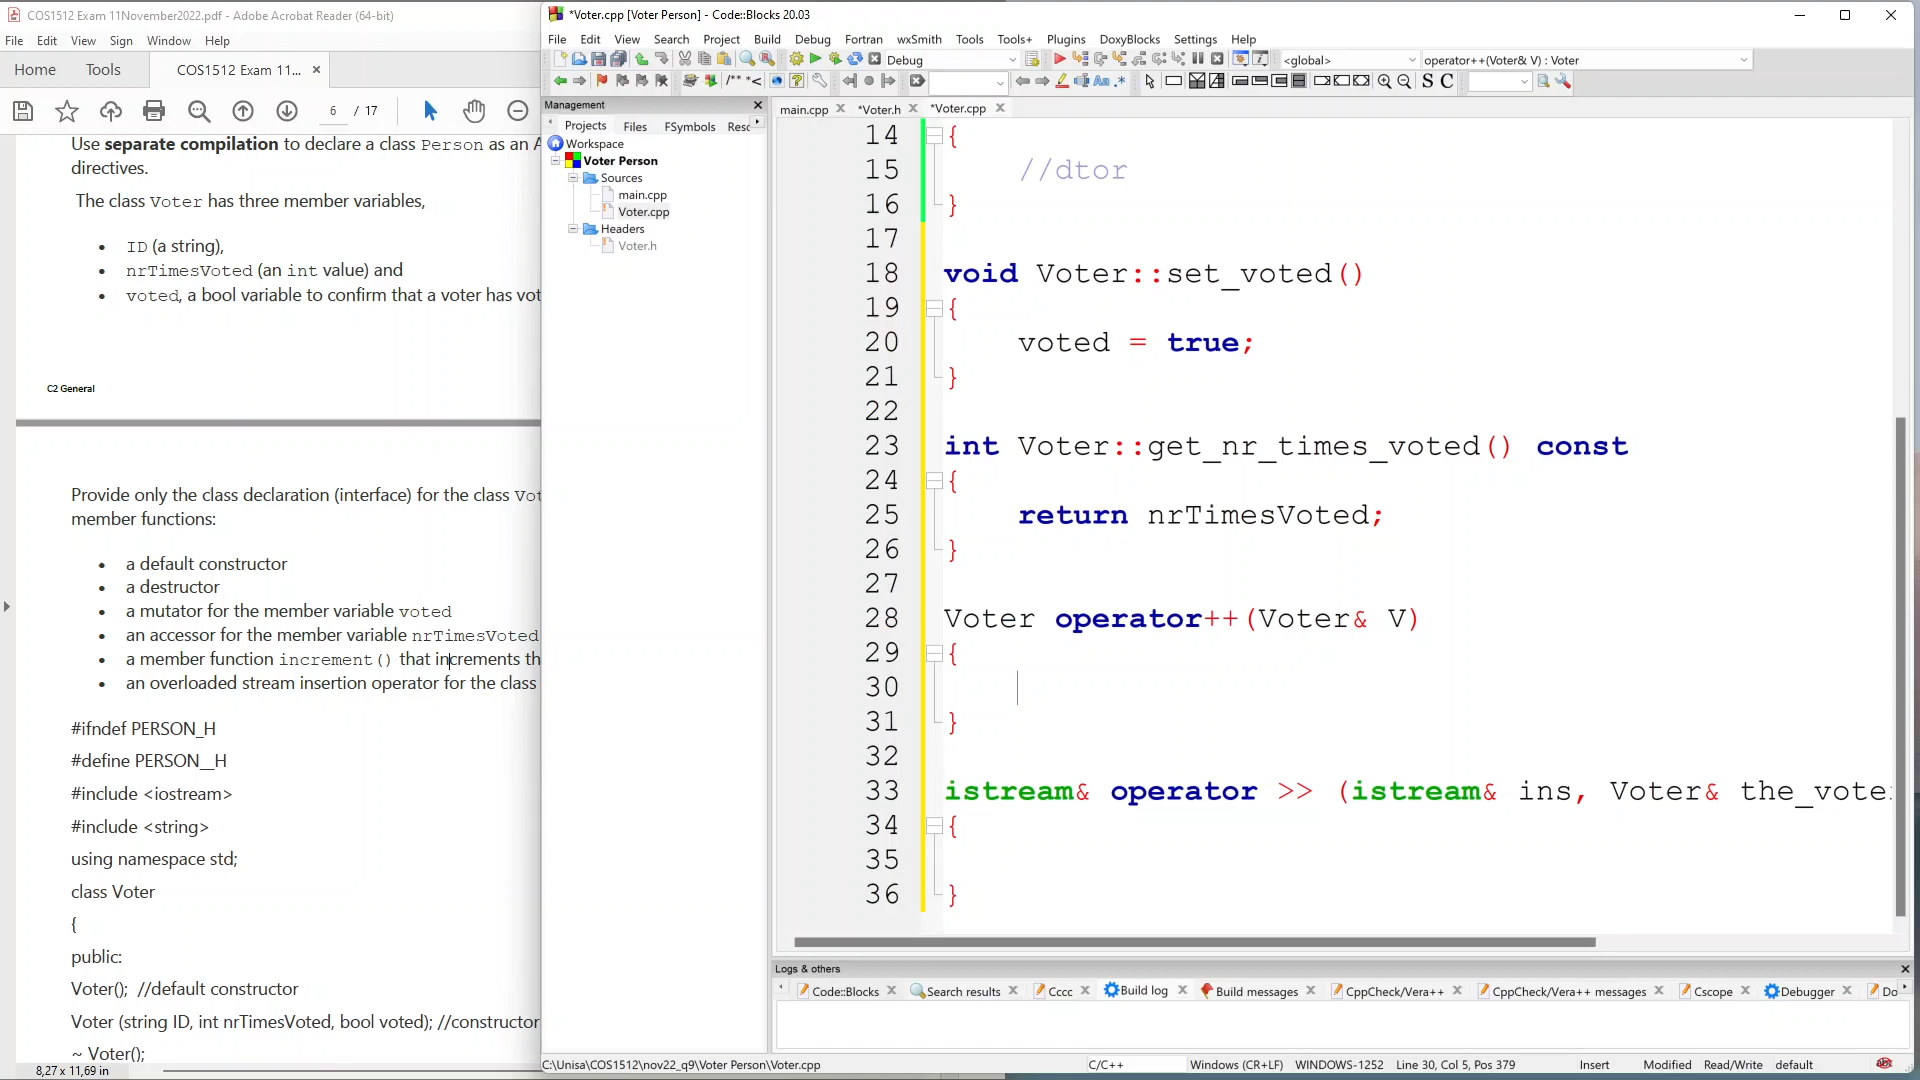 COS1512 Exam 11November2022.pdf - Adobe Acrobat Reader (64-bit)
File Edit View Sign Window Help
Home Tools COS1512 Exam 11... ×
6 / 17
Use separate compilation to declare a class Person as an A
directives.
The class Voter has three member variables,
• ID (a string),
• nrTimesVoted (an int value) and
• voted, a bool variable to confirm that a voter has vot
C2 General
Provide only the class declaration (interface) for the class Vot
member functions:
• a default constructor
• a destructor
• a mutator for the member variable voted
• an accessor for the member variable nrTimesVoted
• a member function increment() that increments th
• an overloaded stream insertion operator for the class
#ifndef PERSON_H
#define PERSON__H
#include <iostream>
#include <string>
using namespace std;
class Voter
{
public:
Voter(); //default constructor
Voter (string ID, int nrTimesVoted, bool voted); //constructor
~ Voter();
8,27 x 11,69 in
*Voter.cpp [Voter Person] - Code::Blocks 20.03
File Edit View Search Project Build Debug Fortran wxSmith Tools Tools+ Plugins DoxyBlocks Settings Help
Debug <global> operator++(Voter& V) : Voter
/** *< Aa .* S C
Management
Projects Files FSymbols Resc
Workspace
Voter Person
Sources
main.cpp
Voter.cpp
Headers
Voter.h
main.cpp *Voter.h *Voter.cpp
14 {
15 //dtor
16 }
17
18 void Voter::set_voted()
19 {
20 voted = true;
21 }
22
23 int Voter::get_nr_times_voted() const
24 {
25 return nrTimesVoted;
26 }
27
28 Voter operator++(Voter& V)
29 {
30
31 }
32
33 istream& operator >> (istream& ins, Voter& the_vote
34 {
35
36 }
Logs & others
Code::Blocks Search results Cccc Build log Build messages CppCheck/Vera++ CppCheck/Vera++ messages Cscope Debugger Do
C:\Unisa\COS1512\nov22_q9\Voter Person\Voter.cpp C/C++ Windows (CR+LF) WINDOWS-1252 Line 30, Col 5, Pos 379 Insert Modified Read/Write default